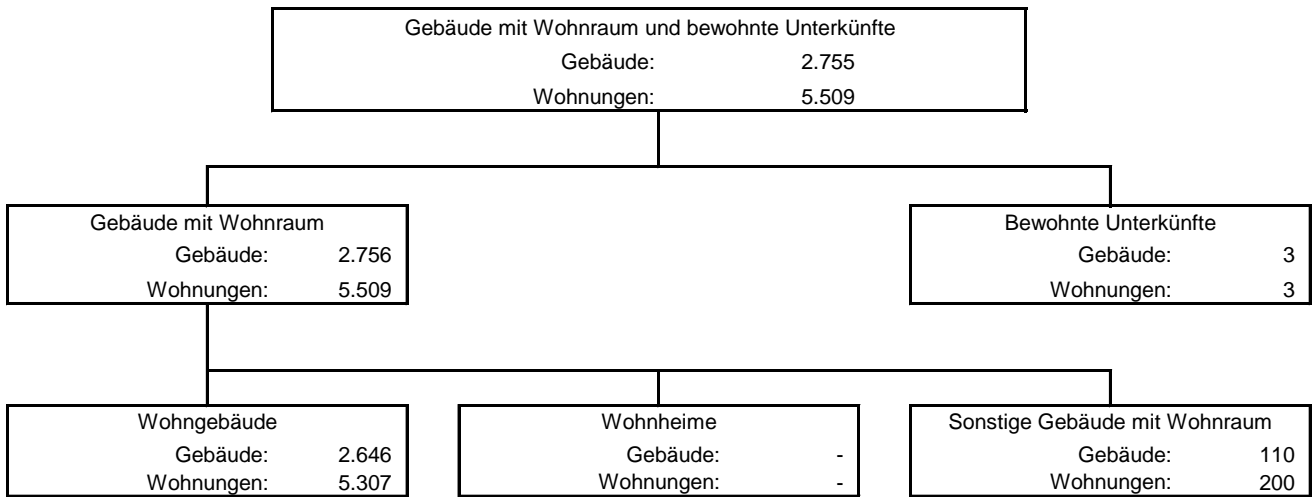 Gebäude mit Wohnraum und bewohnte Unterkünfte
Gebäude: 2.755
Wohnungen: 5.509
Gebäude mit Wohnraum
Gebäude: 2.756
Wohnungen: 5.509
Bewohnte Unterkünfte
Gebäude: 3
Wohnungen: 3
Wohngebäude
Gebäude: 2.646
Wohnungen: 5.307
Wohnheime
Gebäude: -
Wohnungen: -
Sonstige Gebäude mit Wohnraum
Gebäude: 110
Wohnungen: 200